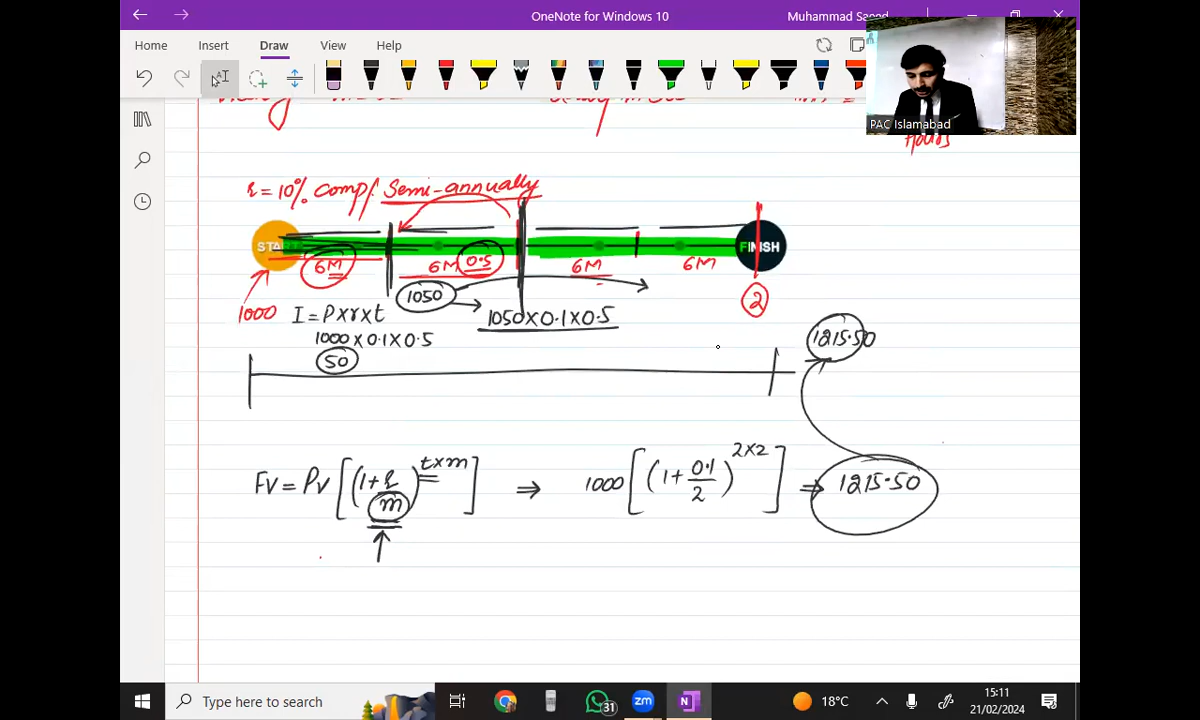 OneNote for Windows 10
Muhammad Saeed
Home Insert Draw View Help
PAC Islamabad
Hours
r = 10% comp/ Semi-annually
START
FINISH
6M 6M 0.5 6M 6M
1000
1050
2
I = P x r x t
1050 x 0.1 x 0.5
1000 x 0.1 x 0.5
50
1215.50
FV = PV [(1 + r/m)^t x m] ⇒ 1000 [(1 + 0.1/2)^2 x 2] ⇒ 1215.50
Type here to search
31
zm
N
18°C
15:11
21/02/2024